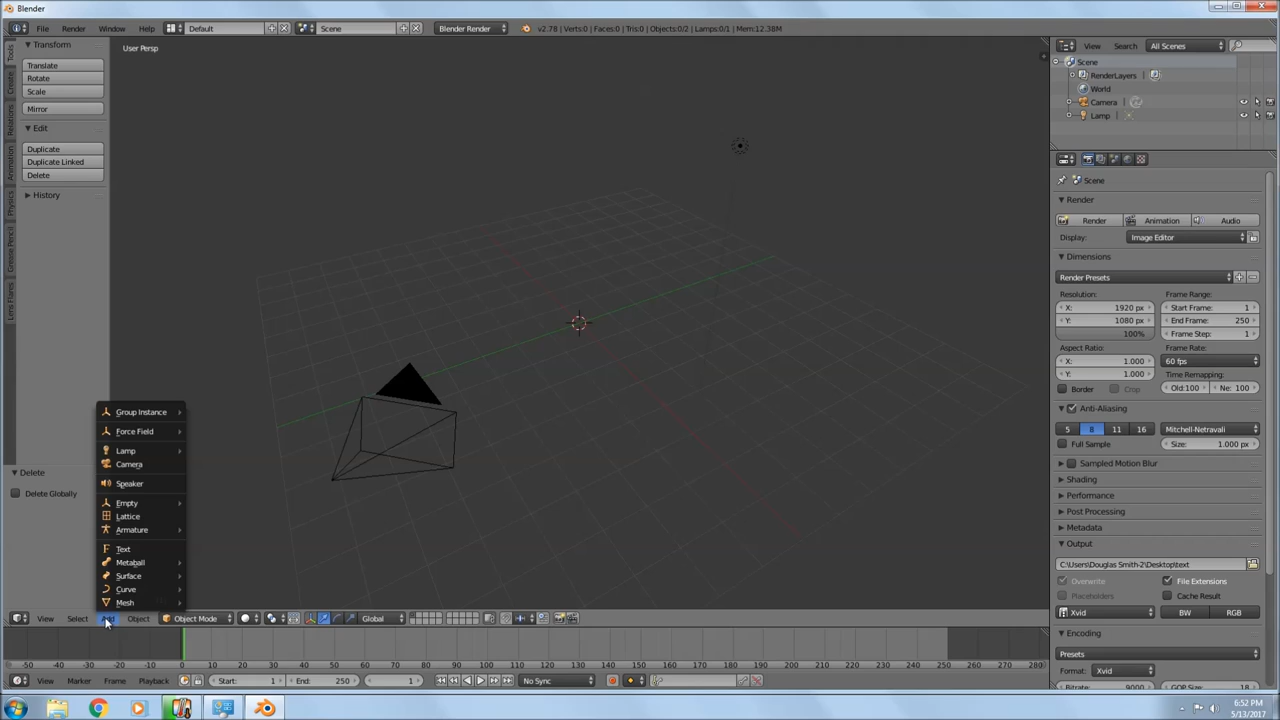 Blender
File Render Window Help Default Scene Blender Render v2.78 | Verts:0 | Faces:0 | Tris:0 | Objects:0/2 | Lamps:0/1 | Mem:12.38M
View Search All Scenes
Tools
Create
Relations
Animation
Physics
Grease Pencil
Lens Flares
Transform
Translate
Rotate
Scale
Mirror
Edit
Duplicate
Duplicate Linked
Delete
History
Delete
Delete Globally
User Persp
Group Instance
Force Field
Lamp
Camera
Speaker
Empty
Lattice
Armature
Text
Metaball
Surface
Curve
Mesh
View Select Add Object Object Mode Global
-50 -40 -30 -20 -10 0 10 20 30 40 50 60 70 80 90 100 110 120 130 140 150 160 170 180 190 200 210 220 230 240 250 260 270 280
View Marker Frame Playback Start: 1 End: 250 1 No Sync
Scene
RenderLayers
World
Camera
Lamp
Scene
Render
Render Animation Audio
Display: Image Editor
Dimensions
Render Presets
Resolution: Frame Range:
X: 1920 px Start Frame: 1
Y: 1080 px End Frame: 250
100% Frame Step: 1
Aspect Ratio: Frame Rate:
X: 1.000 60 fps
Y: 1.000 Time Remapping:
Border Crop Old:100 Ne: 100
Anti-Aliasing
5 8 11 16 Mitchell-Netravali
Full Sample Size: 1.000 px
Sampled Motion Blur
Shading
Performance
Post Processing
Metadata
Output
C:\Users\Douglas Smith-2\Desktop\text
Overwrite File Extensions
Placeholders Cache Result
Xvid BW RGB
Encoding
Presets
Format: Xvid
Bitrate: 9000 GOP Size: 18
6:52 PM
5/13/2017